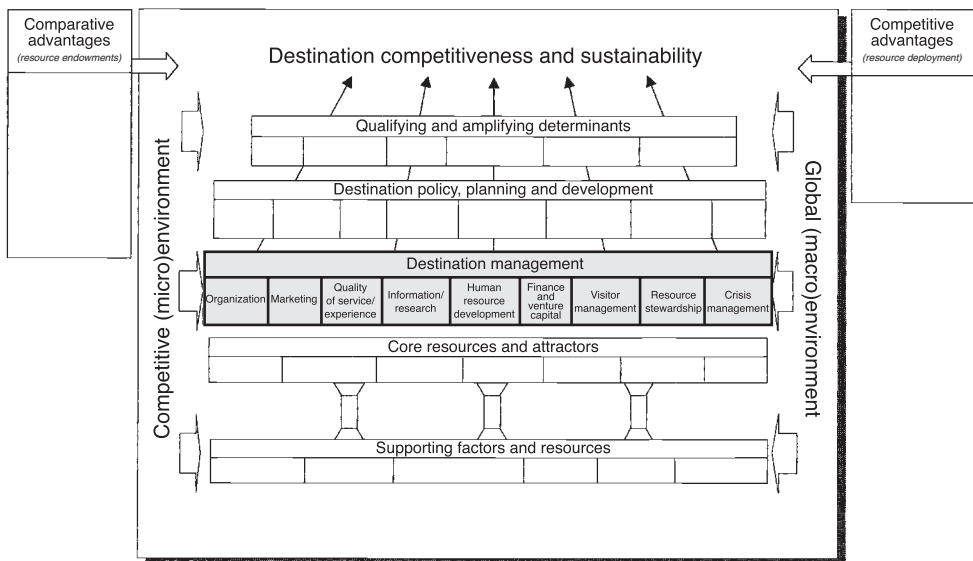 Comparative
advantages
(resource endowments)
Competitive
advantages
(resource deployment)
Destination competitiveness and sustainability
Competitive (micro)environment
Global (macro)environment
Qualifying and amplifying determinants
Destination policy, planning and development
Destination management
Organization
Marketing
Quality
of service/
experience
Information/
research
Human
resource
development
Finance
and
venture
capital
Visitor
management
Resource
stewardship
Crisis
management
Core resources and attractors
Supporting factors and resources